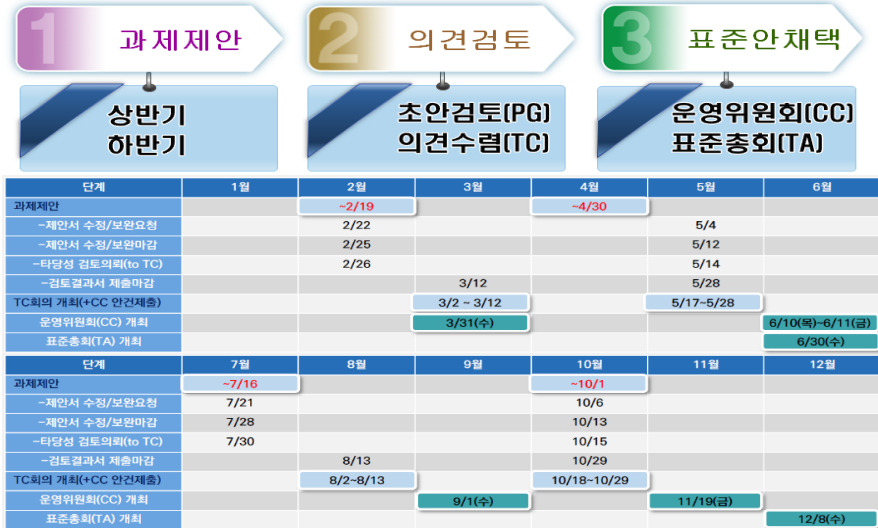 1 과제제안
2 의견검토
3 표준안채택
상반기
하반기
초안검토(PG)
의견수렴(TC)
운영위원회(CC)
표준총회(TA)
단계 1월 2월 3월 4월 5월 6월
과제제안 ~2/19 ~4/30
-제안서 수정/보완요청 2/22 5/4
-제안서 수정/보완마감 2/25 5/12
-타당성 검토의뢰(to TC) 2/26 5/14
-검토결과서 제출마감 3/12 5/28
TC회의 개최(+CC 안건제출) 3/2 ~ 3/12 5/17~5/28
운영위원회(CC) 개최 3/31(수) 6/10(목)~6/11(금)
표준총회(TA) 개최 6/30(수)
단계 7월 8월 9월 10월 11월 12월
과제제안 ~7/16 ~10/1
-제안서 수정/보완요청 7/21 10/6
-제안서 수정/보완마감 7/28 10/13
-타당성 검토의뢰(to TC) 7/30 10/15
-검토결과서 제출마감 8/13 10/29
TC회의 개최(+CC 안건제출) 8/2~8/13 10/18~10/29
운영위원회(CC) 개최 9/1(수) 11/19(금)
표준총회(TA) 개최 12/8(수)